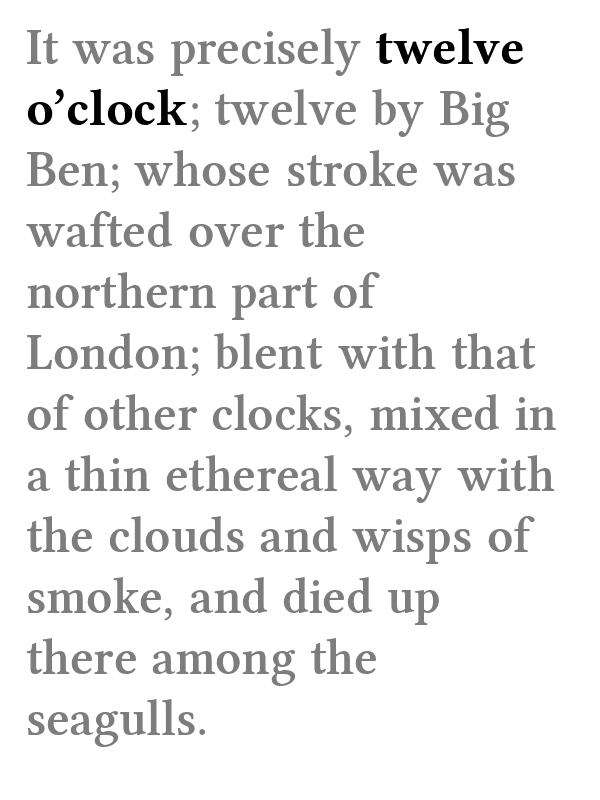 It was precisely twelve
o’clock; twelve by Big
Ben; whose stroke was
wafted over the
northern part of
London; blent with that
of other clocks, mixed in
a thin ethereal way with
the clouds and wisps of
smoke, and died up
there among the
seagulls.